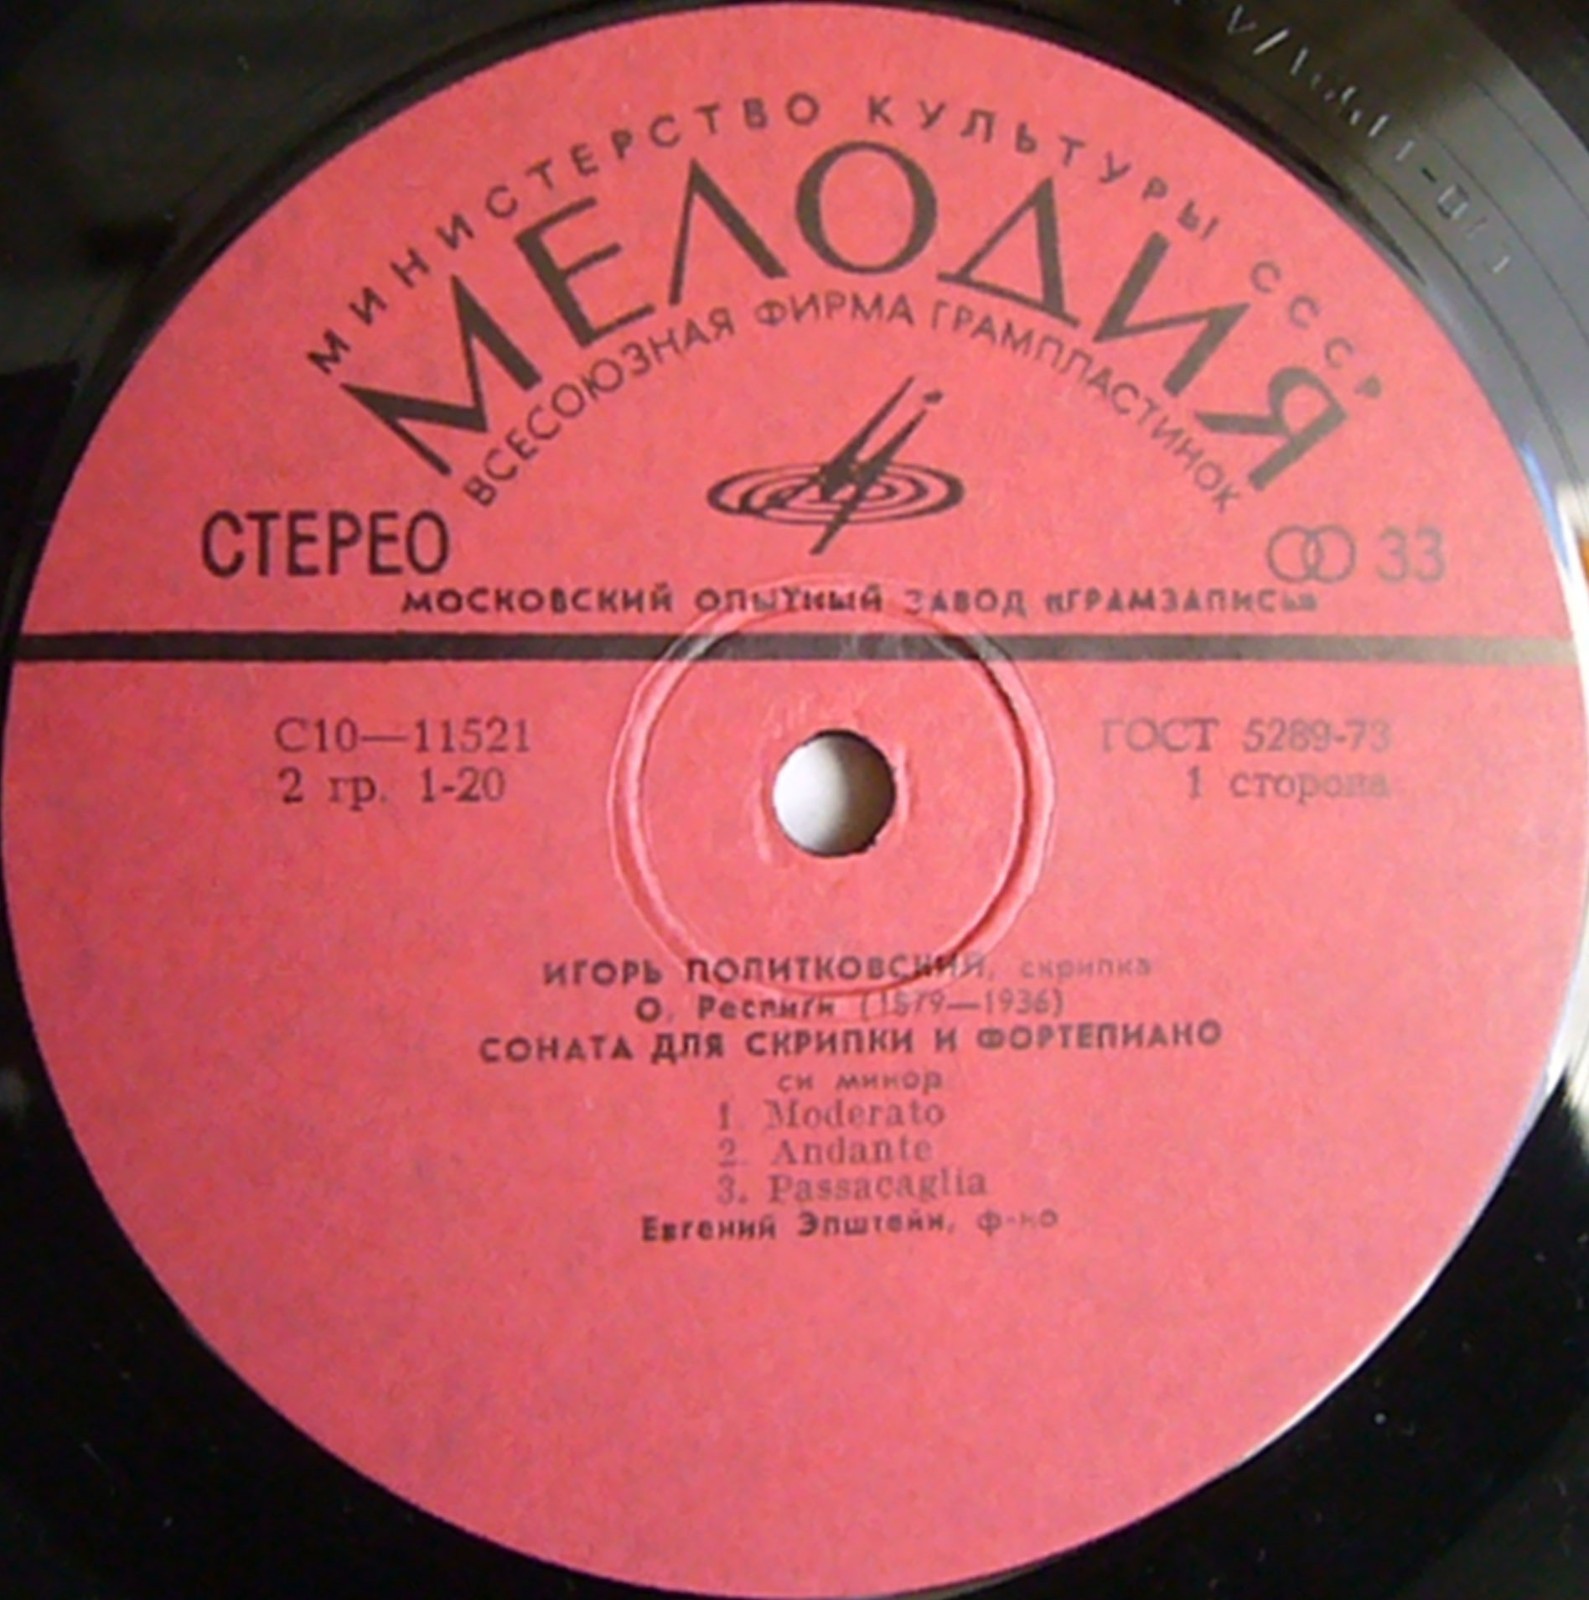 МИНИСТЕРСТВО КУЛЬТУРЫ СССР
МЕЛОДИЯ
ВСЕСОЮЗНАЯ ФИРМА ГРАМПЛАСТИНОК
СТЕРЕО
33
МОСКОВСКИЙ ОПЫТНЫЙ ЗАВОД «ГРАМЗАПИСЬ»
С10—11521
ГОСТ 5289-73
2 гр. 1-20
1 сторона
ИГОРЬ ПОЛИТКОВСКИЙ, скрипка
О. Респиги (1879—1936)
СОНАТА ДЛЯ СКРИПКИ И ФОРТЕПИАНО
си минор
1. Moderato
2. Andante
3. Passacaglia
Евгений Эпштейн, ф-но